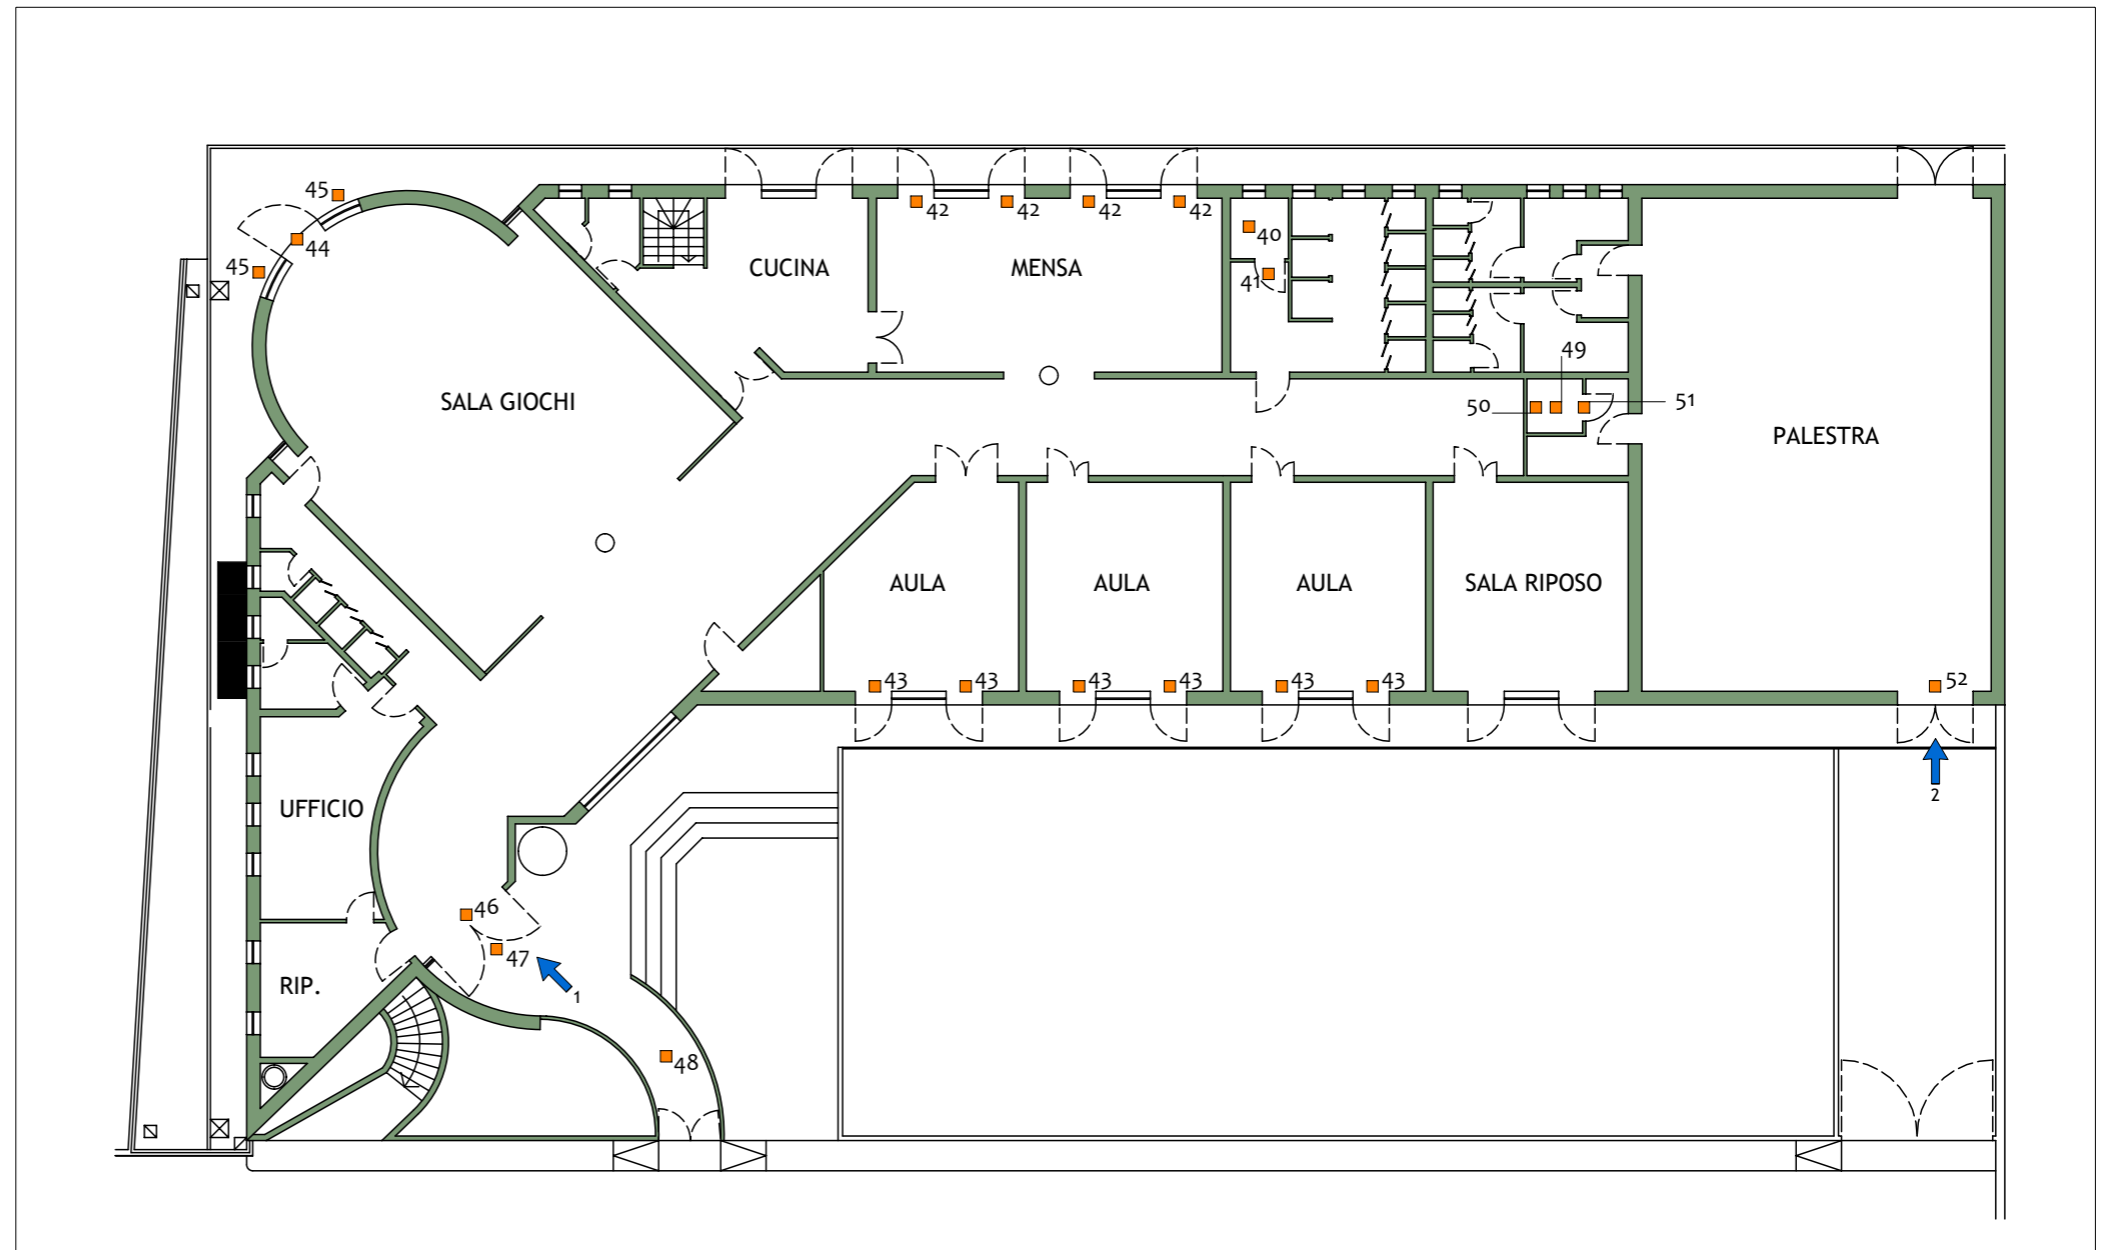 45
42 42 42 42
40
44
45
CUCINA
MENSA
41
49
SALA GIOCHI
50
51
PALESTRA
AULA
AULA
AULA
SALA RIPOSO
43 43 43 43 43 43
52
2
UFFICIO
46
47
RIP.
1
48